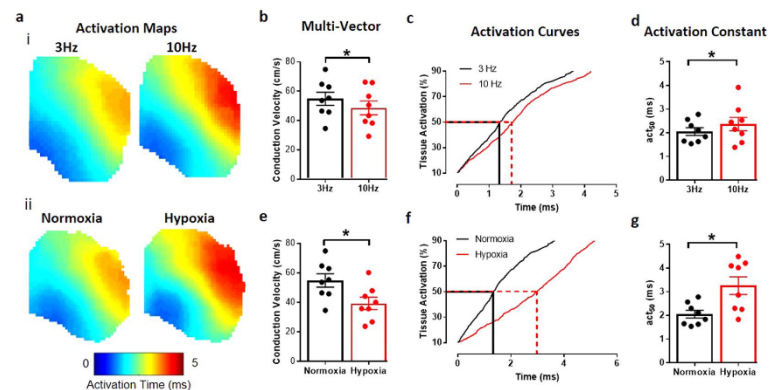 a
Activation Maps
i
3Hz
10Hz
ii
Normoxia
Hypoxia
0
5
Activation Time (ms)
b
Multi-Vector
*
Conduction Velocity (cm/s)
80
60
40
20
0
3Hz
10Hz
c
Activation Curves
3 Hz
10 Hz
Tissue Activation (%)
90
70
50
30
10
0
1
2
3
4
5
Time (ms)
d
Activation Constant
*
act50 (ms)
5
4
3
2
1
0
3Hz
10Hz
e
*
Conduction Velocity (cm/s)
80
60
40
20
0
Normoxia
Hypoxia
f
Normoxia
Hypoxia
Tissue Activation (%)
90
70
50
30
10
0
2
4
6
Time (ms)
g
*
act50 (ms)
5
4
3
2
1
0
Normoxia
Hypoxia